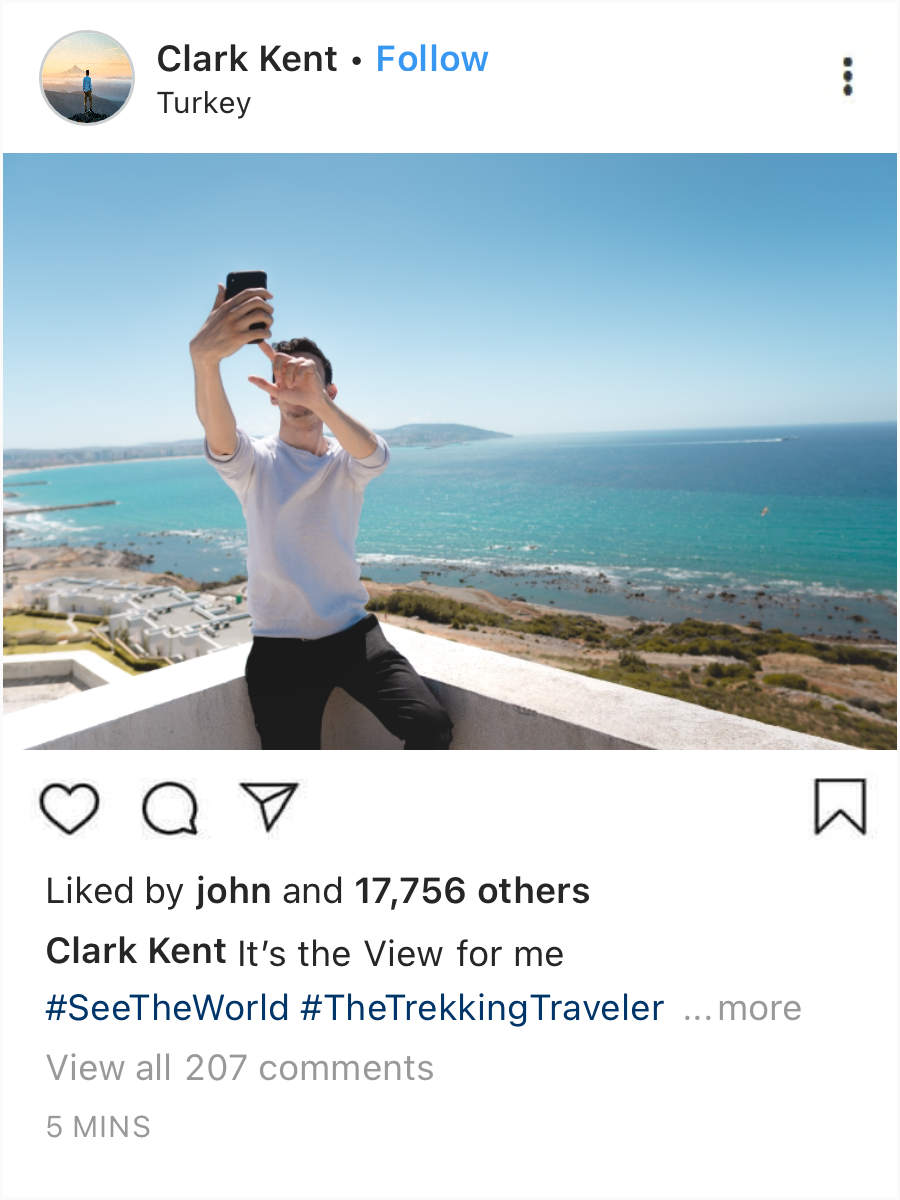 Clark Kent • Follow
Turkey
Liked by john and 17,756 others
Clark Kent It’s the View for me
#SeeTheWorld #TheTrekkingTraveler ...more
View all 207 comments
5 MINS